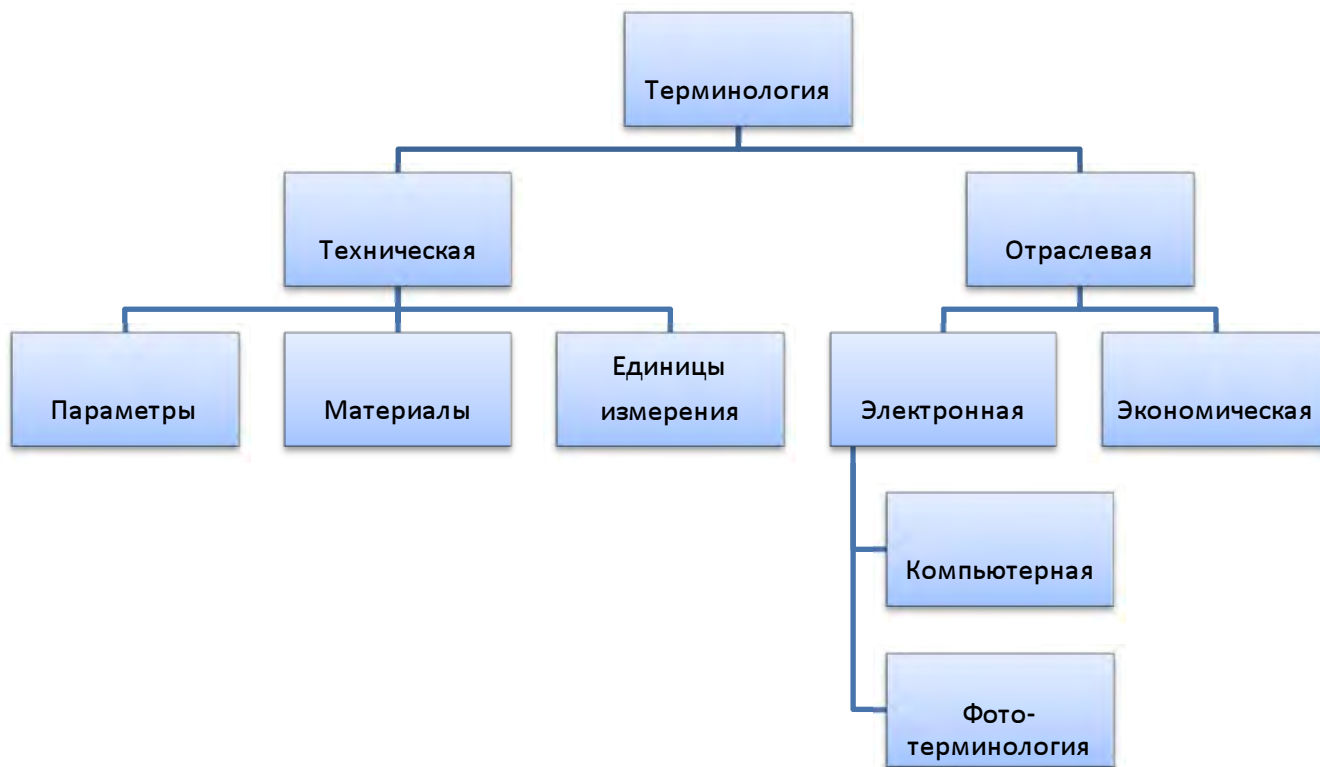 Терминология
Техническая
Отраслевая
Параметры
Материалы
Единицы
измерения
Электронная
Экономическая
Компьютерная
Фото-
терминология